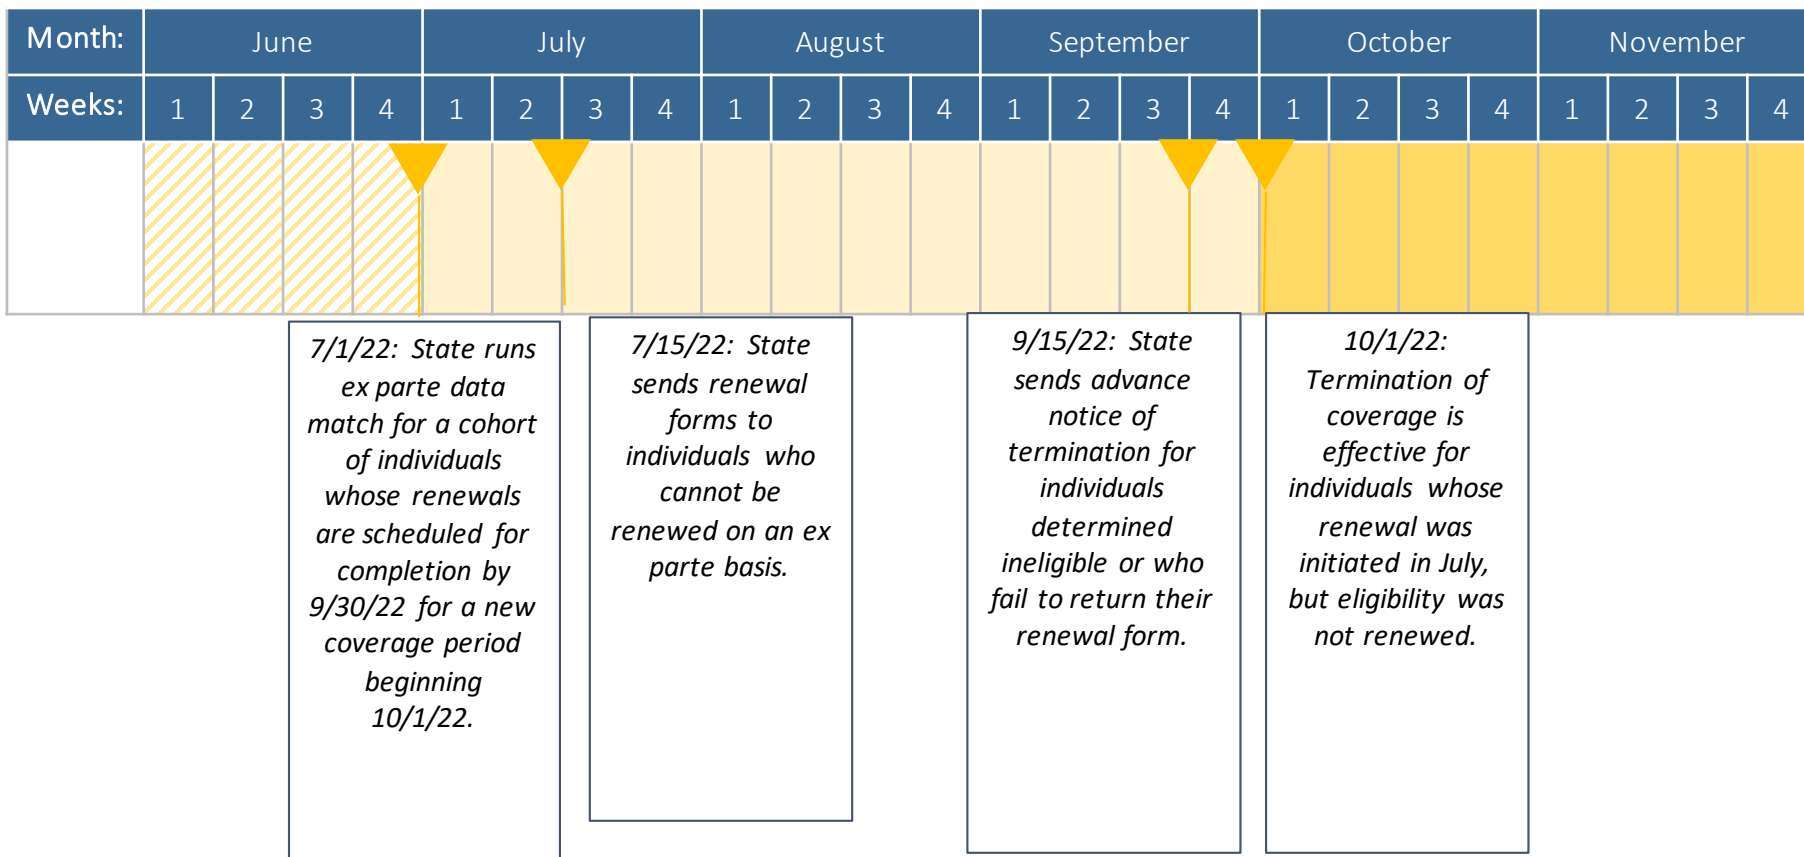 Month: June July August September October November
Weeks: 1 2 3 4 1 2 3 4 1 2 3 4 1 2 3 4 1 2 3 4 1 2 3 4
7/1/22: State runs
ex parte data
match for a cohort
of individuals
whose renewals
are scheduled for
completion by
9/30/22 for a new
coverage period
beginning
10/1/22.
7/15/22: State
sends renewal
forms to
individuals who
cannot be
renewed on an ex
parte basis.
9/15/22: State
sends advance
notice of
termination for
individuals
determined
ineligible or who
fail to return their
renewal form.
10/1/22:
Termination of
coverage is
effective for
individuals whose
renewal was
initiated in July,
but eligibility was
not renewed.